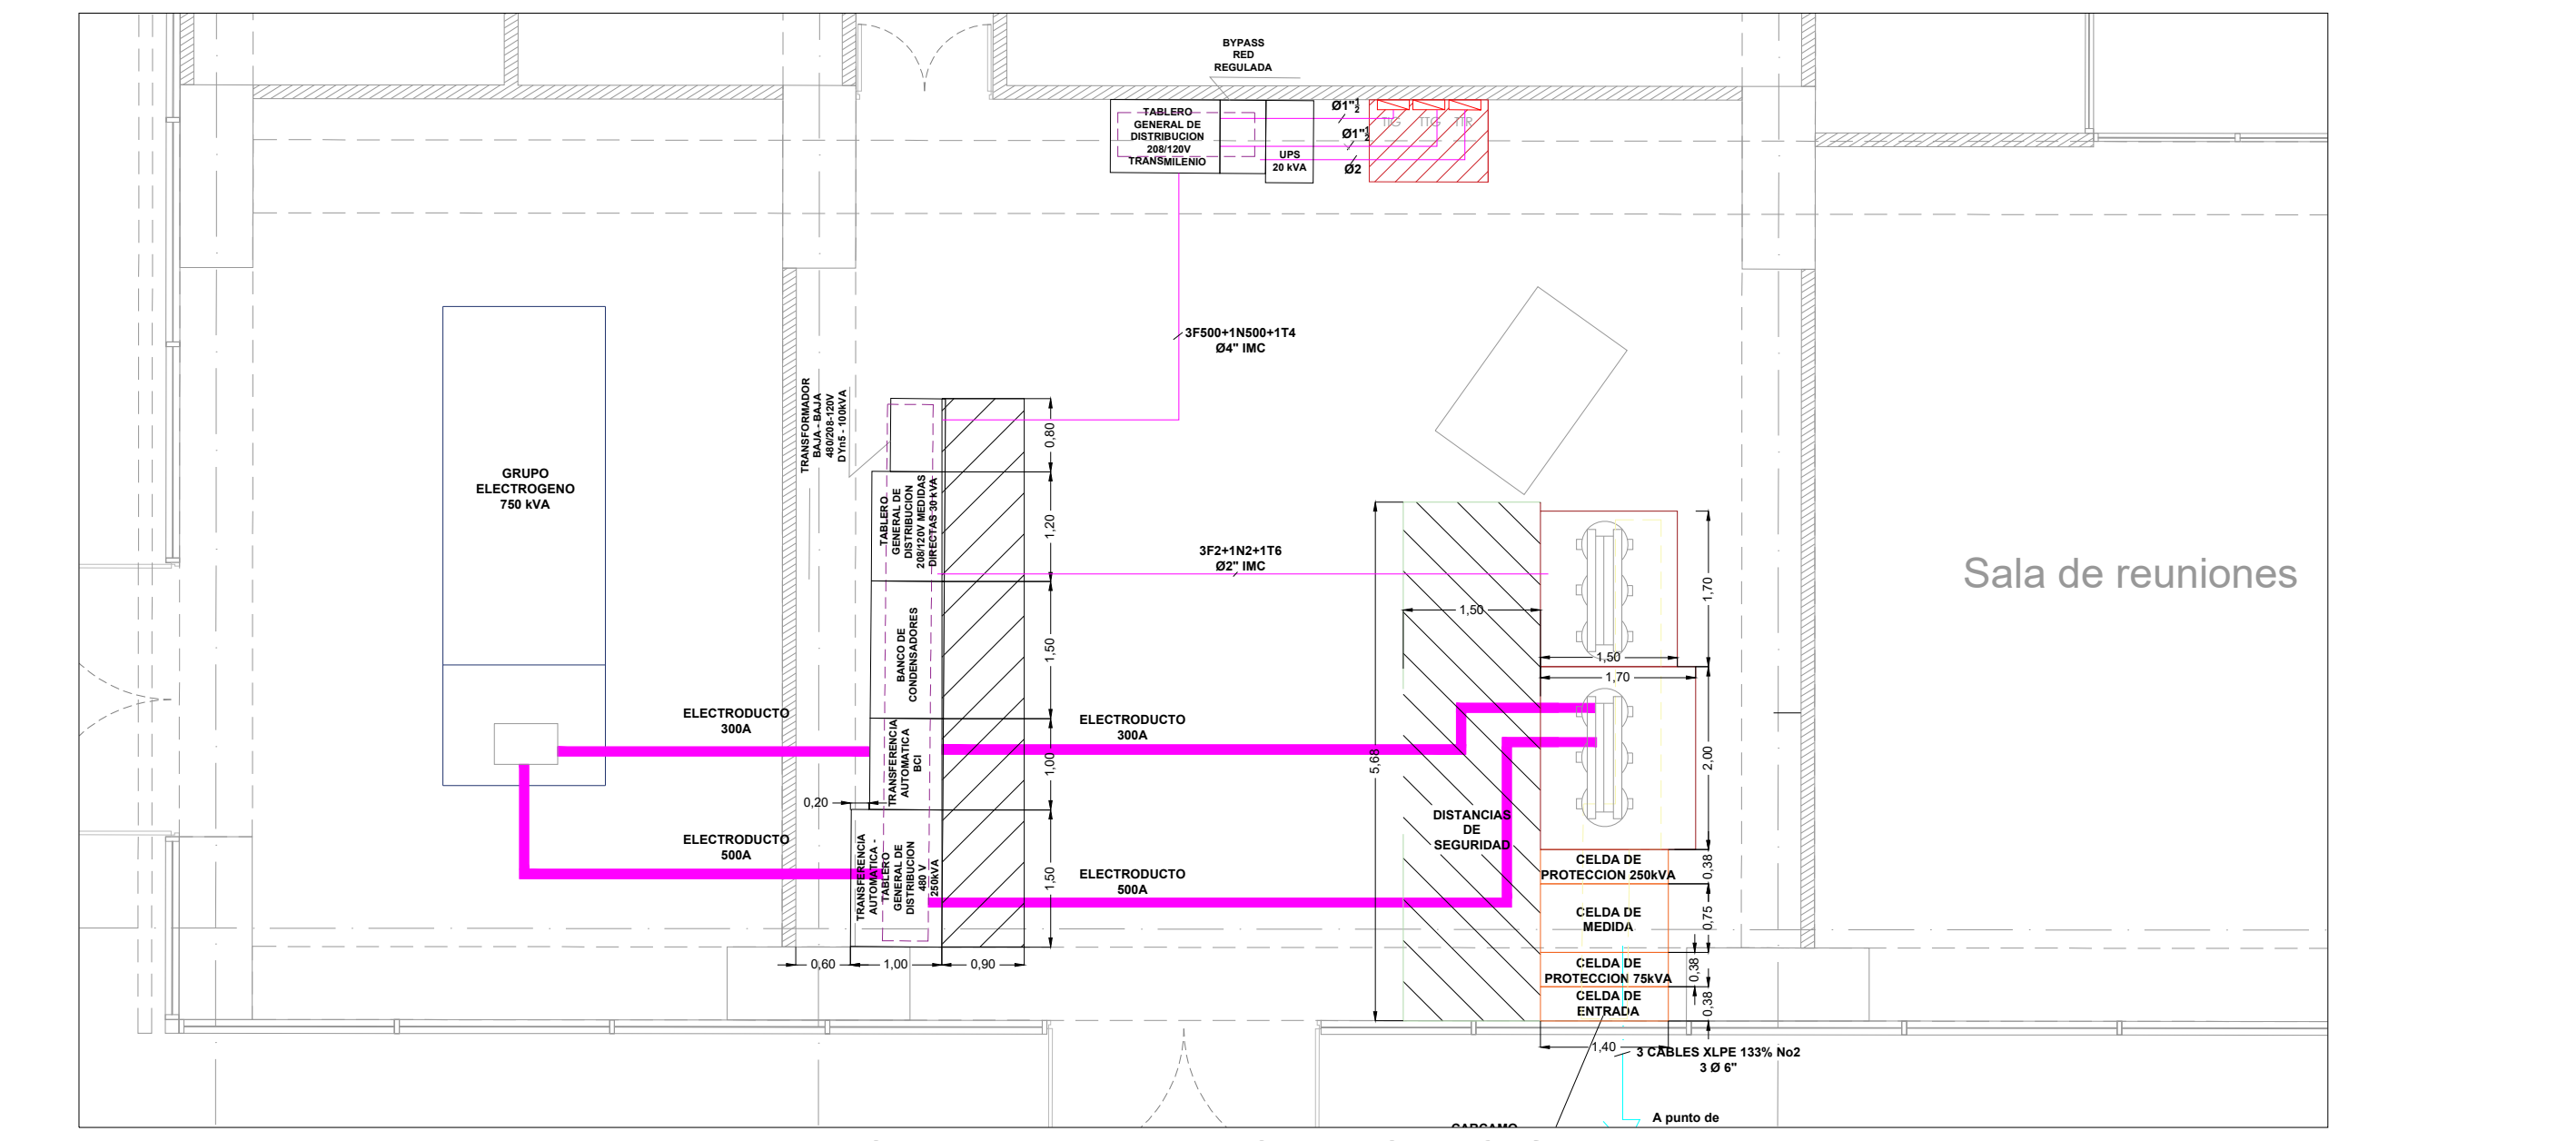 BYPASS
RED
REGULADA
TABLERO
GENERAL DE
DISTRIBUCION
208/120V
TRANSMILENIO
UPS
20 kVA
Ø1"½
Ø1"½
Ø2
TTG
TTR
3F500+1N500+1T4
Ø4" IMC
TRANSFORMADOR
BAJA - BAJA
480/208-120V
DYn5 - 100kVA
GRUPO
ELECTROGENO
750 kVA
TABLERO
GENERAL DE
DISTRIBUCION
208/120V MEDIDAS
DIRECTAS 30 kVA
0,80
1,20
3F2+1N2+1T6
Ø2" IMC
BANCO DE
CONDENSADORES
1,50
Sala de reuniones
1,50
1,70
1,50
1,70
ELECTRODUCTO
300A
TRANSFERENCIA
AUTOMATICA
BCI
1,00
ELECTRODUCTO
300A
5,68
2,00
0,20
DISTANCIAS
DE
SEGURIDAD
ELECTRODUCTO
500A
TRANSFERENCIA
AUTOMATICA -
TABLERO
GENERAL DE
DISTRIBUCION
480 V
250kVA
1,50
ELECTRODUCTO
500A
CELDA DE
PROTECCION 250kVA
0,38
CELDA DE
MEDIDA
0,75
0,60
1,00
0,90
CELDA DE
PROTECCION 75kVA
0,38
CELDA DE
ENTRADA
0,38
1,40
3 CABLES XLPE 133% No2
3 Ø 6"
A punto de
CARCAMO